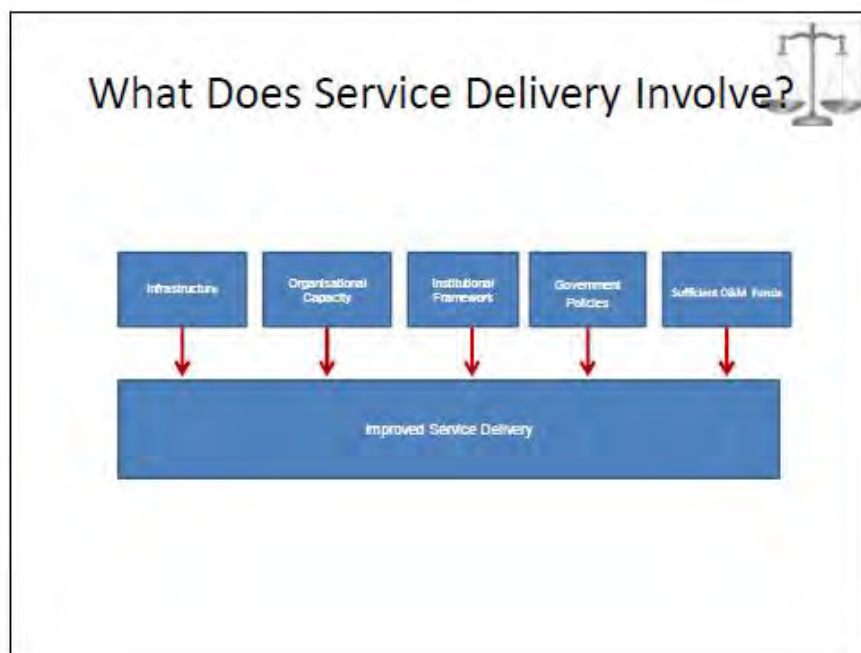 What Does Service Delivery Involve?
Infrastructure
Organisational
Capacity
Institutional
Framework
Government
Policies
Sufficient O&M Funds
Improved Service Delivery